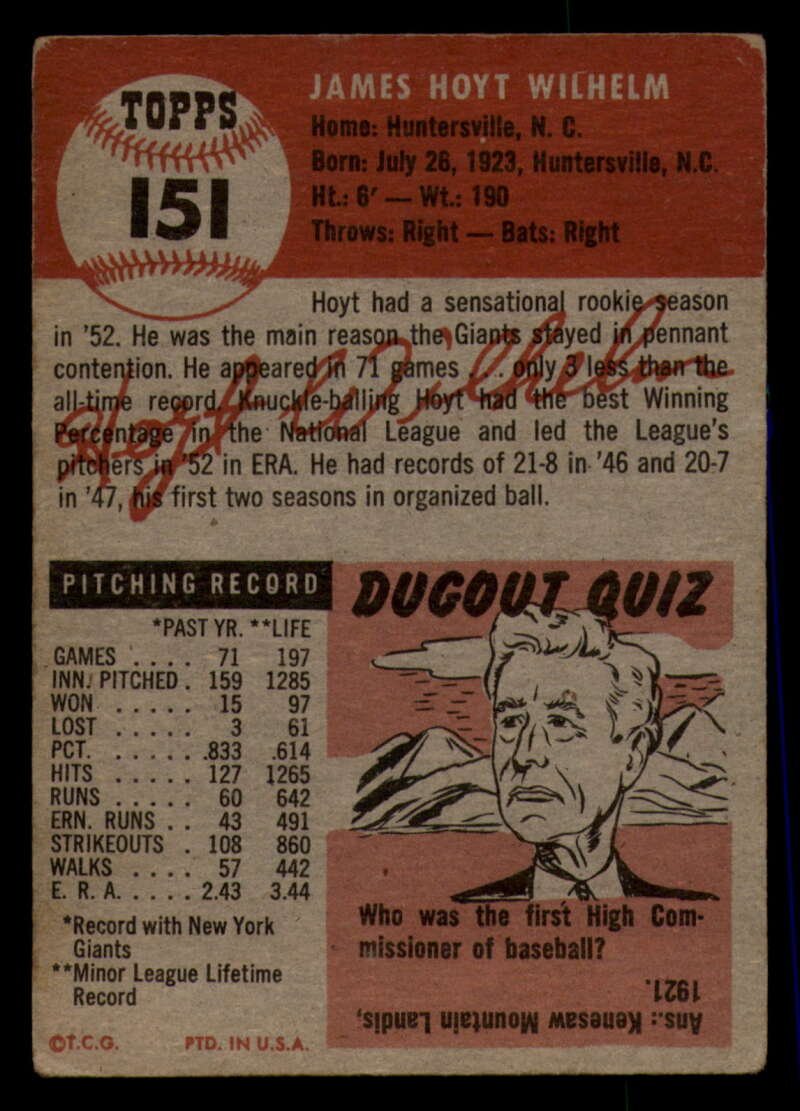 TOPPS
151
JAMES HOYT WILHELM
Home: Huntersville, N. C.
Born: July 26, 1923, Huntersville, N.C.
Ht.: 6' — Wt.: 190
Throws: Right — Bats: Right
Hoyt had a sensational rookie season
in '52. He was the main reason the Giants stayed in pennant
contention. He appeared in 71 games ... only 3 less than the
all-time record. Knuckle-balling Hoyt had the best Winning
Percentage in the National League and led the League's
pitchers in '52 in ERA. He had records of 21-8 in '46 and 20-7
in '47, his first two seasons in organized ball.
Hoyt Wilhelm
PITCHING RECORD
*PAST YR. **LIFE
GAMES . . . . 71 197
INN. PITCHED . 159 1285
WON . . . . . 15 97
LOST . . . . . 3 61
PCT. . . . . . .833 .614
HITS . . . . . 127 1265
RUNS . . . . . 60 642
ERN. RUNS . . 43 491
STRIKEOUTS . 108 860
WALKS . . . . 57 442
E. R. A. . . . . 2.43 3.44
*Record with New York
Giants
**Minor League Lifetime
Record
©T.C.G. PTD. IN U.S.A.
DUGOUT QUIZ
Who was the first High Com-
missioner of baseball?
Ans.: Kenesaw Mountain Landis,
1921.